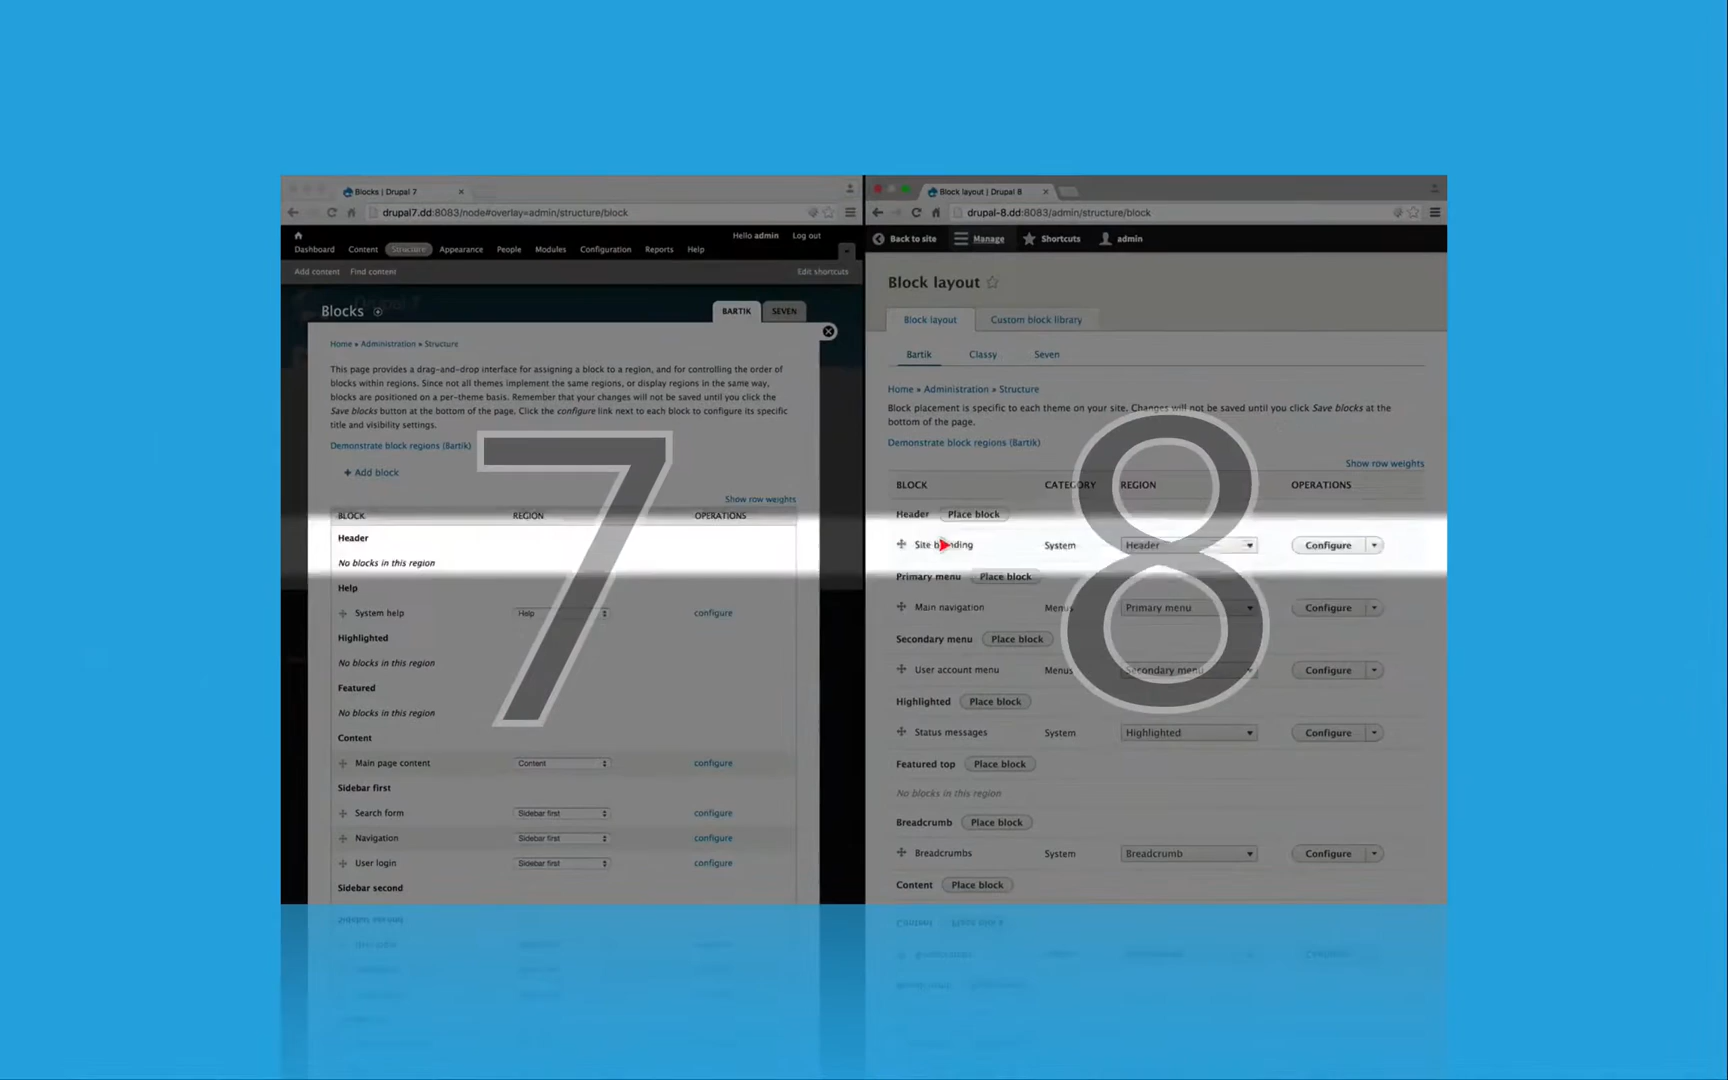 Blocks | Drupal 7
drupal7.dd:8083/node#overlay=admin/structure/block
Hello admin Log out
Dashboard Content Structure Appearance People Modules Configuration Reports Help
Add content Find content Edit shortcuts
Drupal 7
Blocks BARTIK SEVEN
Home » Administration » Structure
This page provides a drag-and-drop interface for assigning a block to a region, and for controlling the order of
blocks within regions. Since not all themes implement the same regions, or display regions in the same way,
blocks are positioned on a per-theme basis. Remember that your changes will not be saved until you click the
Save blocks button at the bottom of the page. Click the configure link next to each block to configure its specific
title and visibility settings.
Demonstrate block regions (Bartik)
+ Add block
Show row weights
BLOCK REGION OPERATIONS
Header
No blocks in this region
Help
System help Help configure
Highlighted
No blocks in this region
Featured
No blocks in this region
Content
Main page content Content configure
Sidebar first
Search form Sidebar first configure
Navigation Sidebar first configure
User login Sidebar first configure
Sidebar second
7
Block layout | Drupal 8
drupal-8.dd:8083/admin/structure/block
Back to site Manage Shortcuts admin
Block layout
Block layout Custom block library
Bartik Classy Seven
Home » Administration » Structure
Block placement is specific to each theme on your site. Changes will not be saved until you click Save blocks at the
bottom of the page.
Demonstrate block regions (Bartik)
Show row weights
BLOCK CATEGORY REGION OPERATIONS
Header Place block
Site branding System Header Configure
Primary menu Place block
Main navigation Menus Primary menu Configure
Secondary menu Place block
User account menu Menus Secondary menu Configure
Highlighted Place block
Status messages System Highlighted Configure
Featured top Place block
No blocks in this region
Breadcrumb Place block
Breadcrumbs System Breadcrumb Configure
Content Place block
8